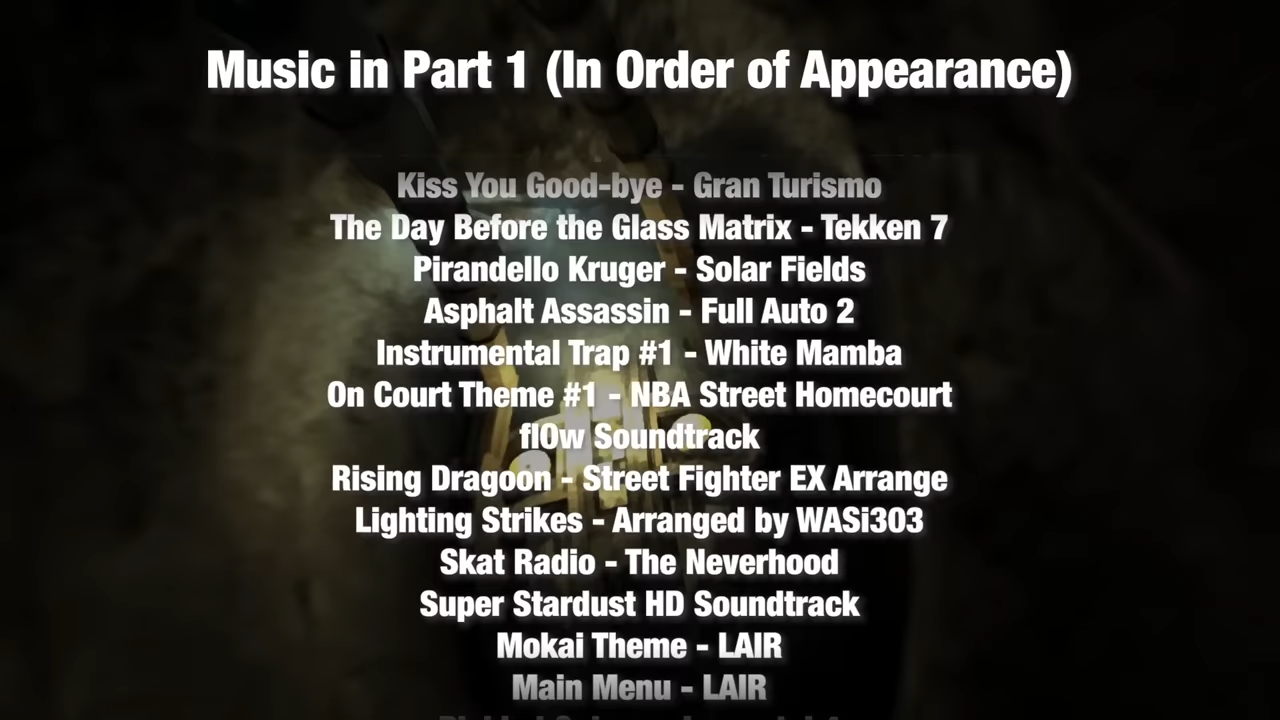 Music in Part 1 (In Order of Appearance)
Kiss You Good-bye - Gran Turismo
The Day Before the Glass Matrix - Tekken 7
Pirandello Kruger - Solar Fields
Asphalt Assassin - Full Auto 2
Instrumental Trap #1 - White Mamba
On Court Theme #1 - NBA Street Homecourt
fl0w Soundtrack
Rising Dragoon - Street Fighter EX Arrange
Lighting Strikes - Arranged by WASi303
Skat Radio - The Neverhood
Super Stardust HD Soundtrack
Mokai Theme - LAIR
Main Menu - LAIR